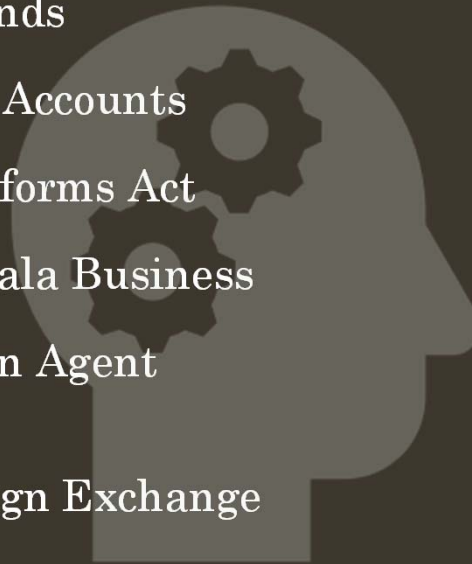 nds
Accounts
forms Act
ala Business
n Agent
gn Exchange